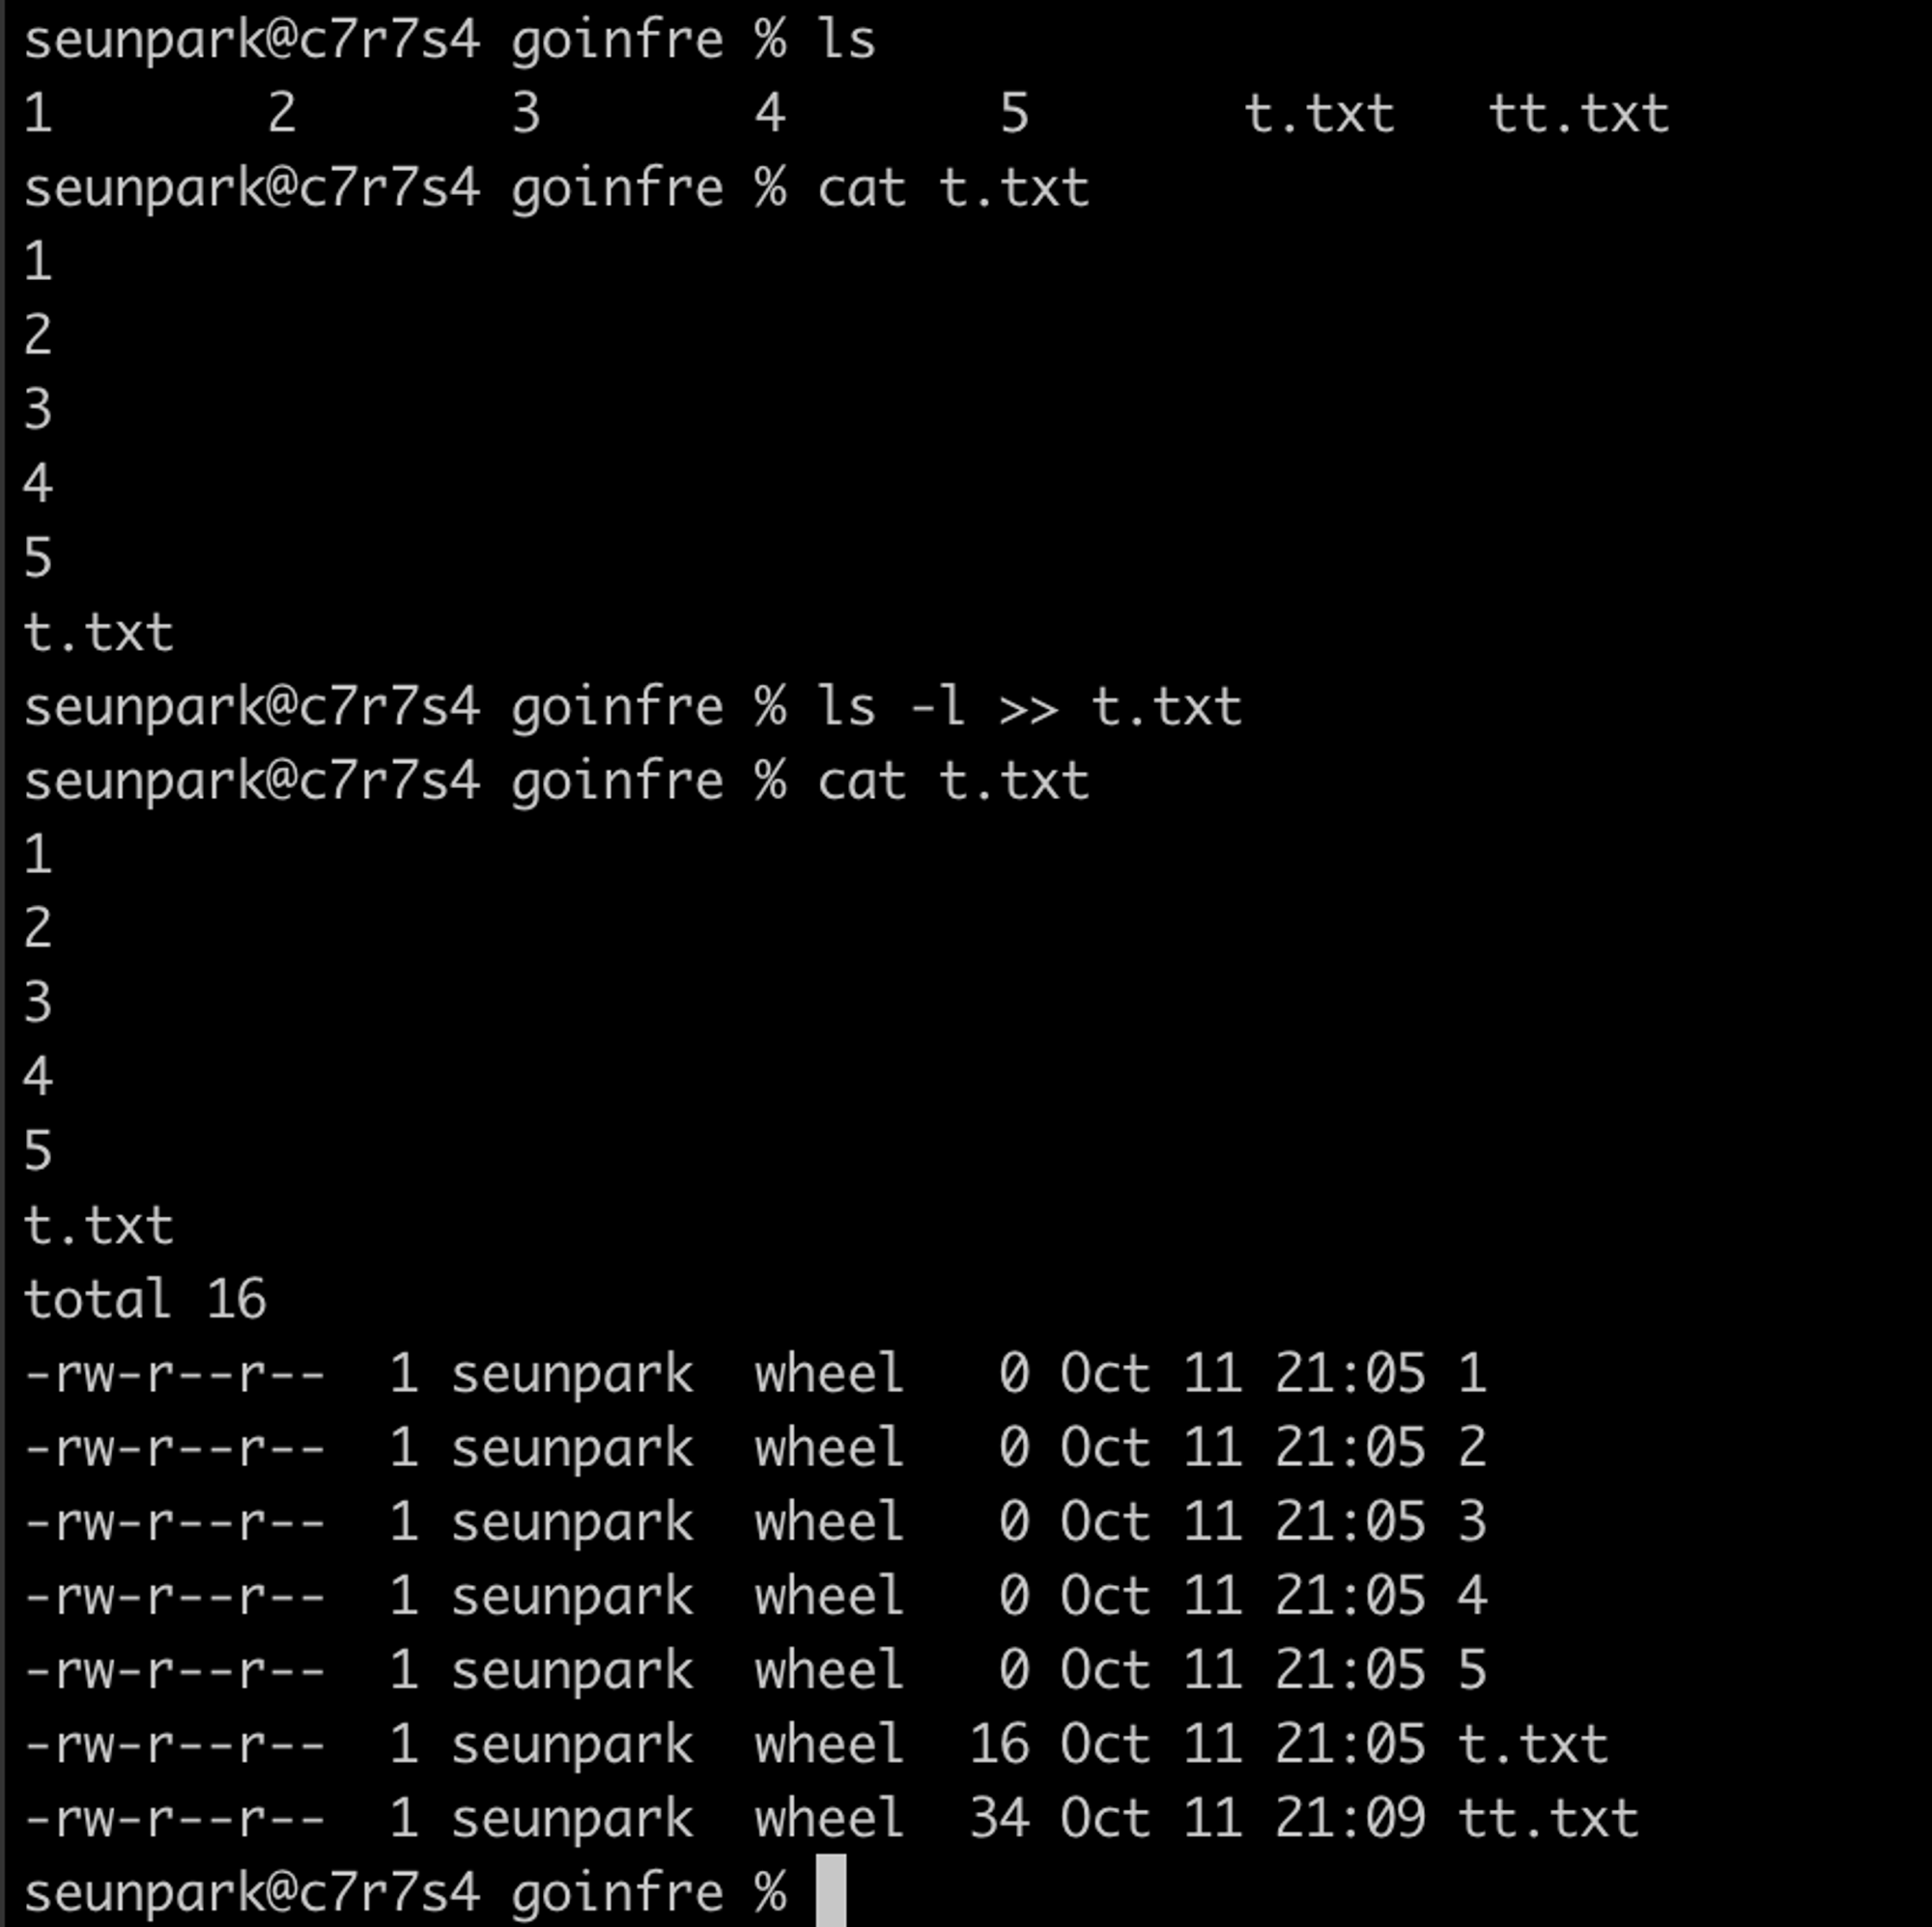 seunpark@c7r7s4 goinfre % ls
1       2       3       4       5       t.txt   tt.txt
seunpark@c7r7s4 goinfre % cat t.txt
1
2
3
4
5
t.txt
seunpark@c7r7s4 goinfre % ls -l >> t.txt
seunpark@c7r7s4 goinfre % cat t.txt
1
2
3
4
5
t.txt
total 16
-rw-r--r--  1 seunpark  wheel   0 Oct 11 21:05 1
-rw-r--r--  1 seunpark  wheel   0 Oct 11 21:05 2
-rw-r--r--  1 seunpark  wheel   0 Oct 11 21:05 3
-rw-r--r--  1 seunpark  wheel   0 Oct 11 21:05 4
-rw-r--r--  1 seunpark  wheel   0 Oct 11 21:05 5
-rw-r--r--  1 seunpark  wheel  16 Oct 11 21:05 t.txt
-rw-r--r--  1 seunpark  wheel  34 Oct 11 21:09 tt.txt
seunpark@c7r7s4 goinfre %